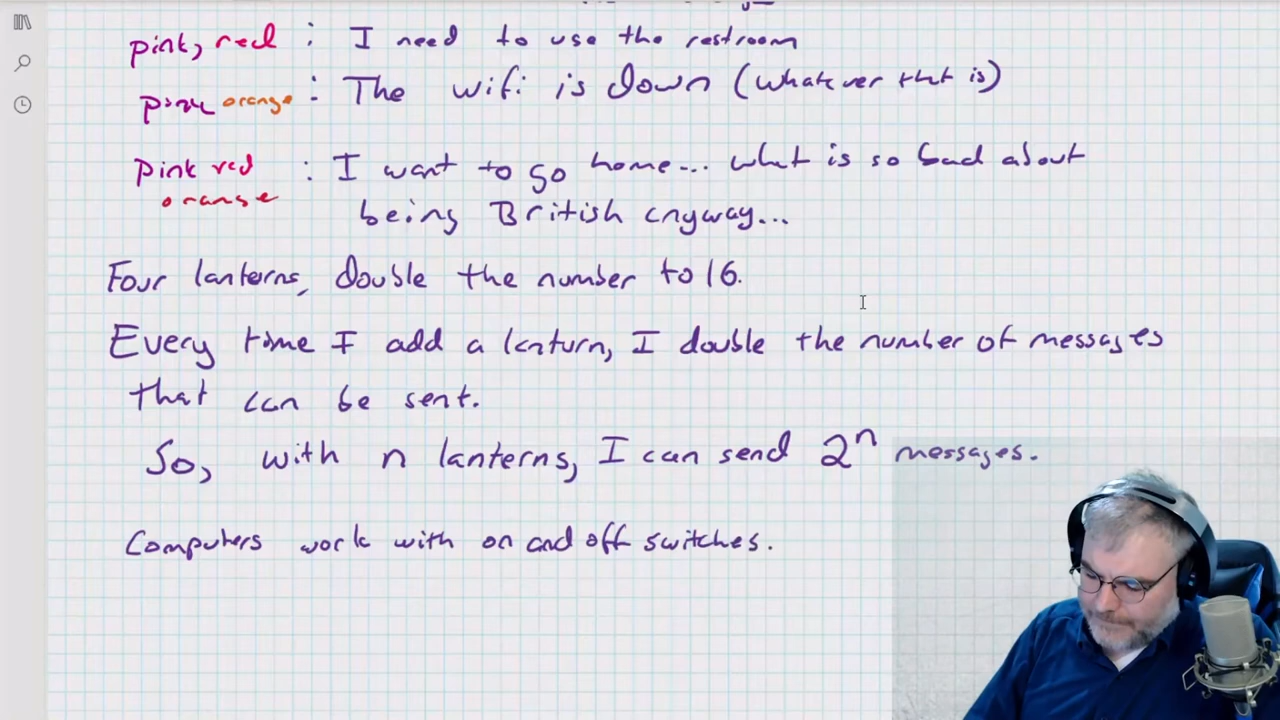 pink, red : I need to use the restroom
pink orange : The wifi is down (whatever that is)
pink red : I want to go home... what is so bad about
orange being British anyway...
Four lanterns, double the number to 16.
Every time I add a lanturn, I double the number of messages
that can be sent.
So, with n lanterns, I can send 2ⁿ messages.
Computers work with on and off switches.